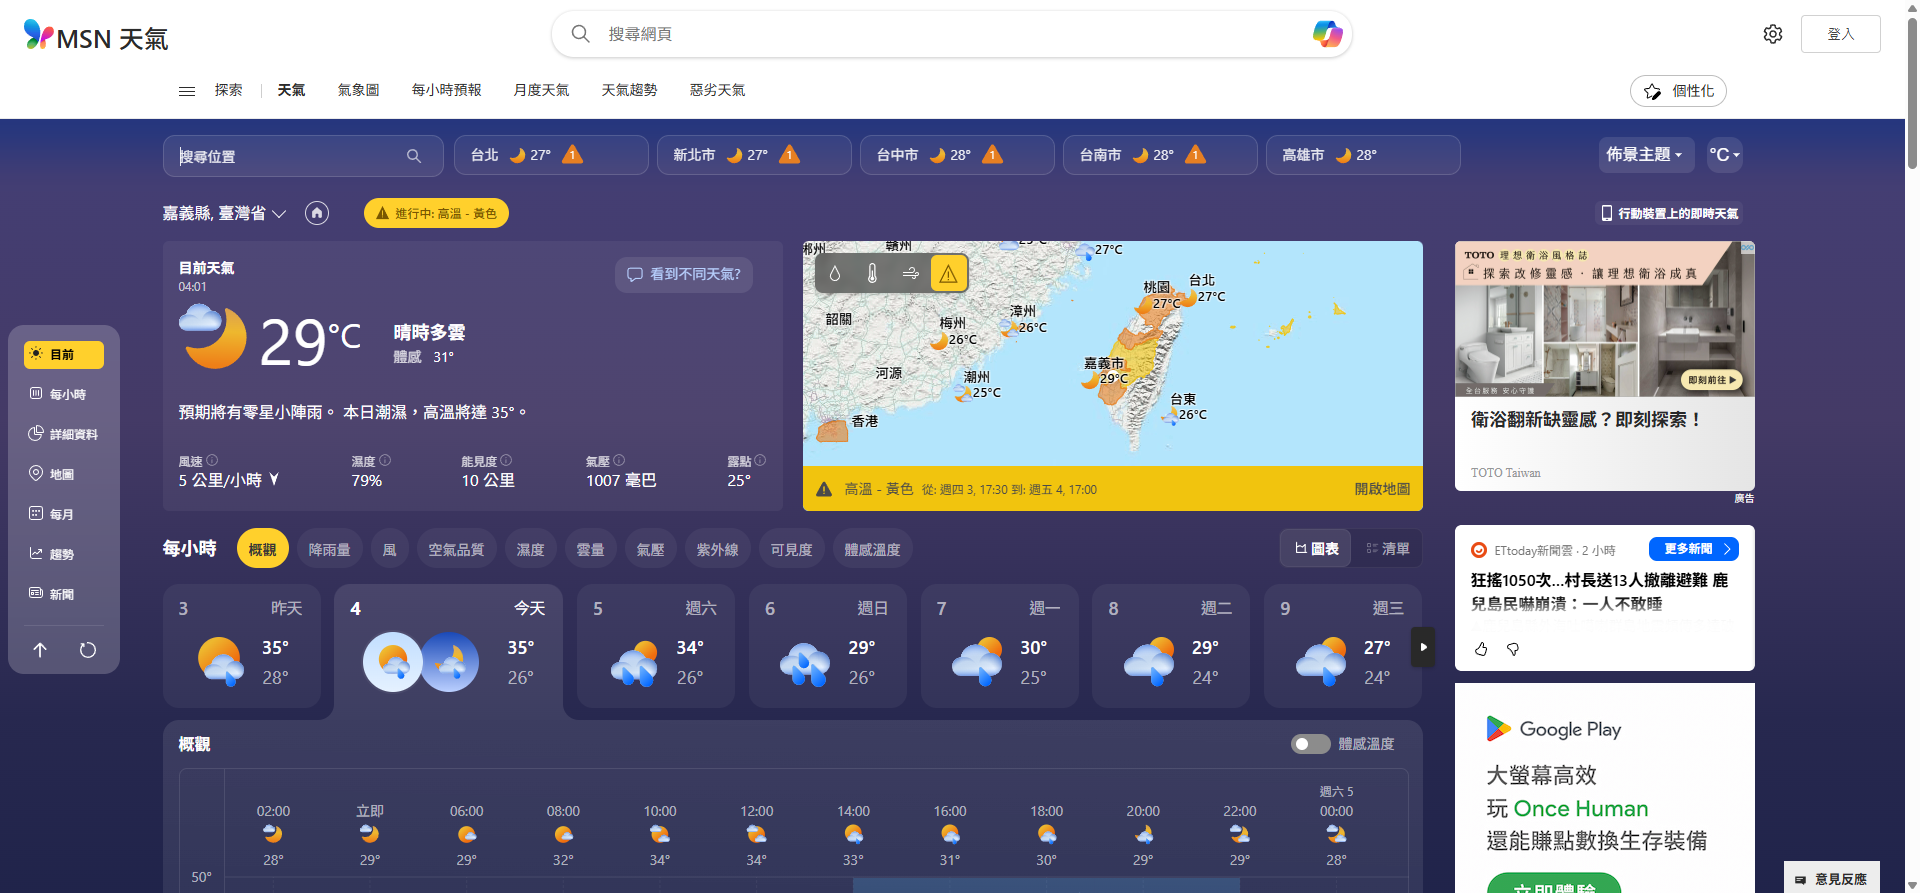 MSN 天氣
搜尋網頁
登入
探索
天氣
氣象圖
每小時預報
月度天氣
天氣趨勢
惡劣天氣
個性化
搜尋位置
台北 27° 1
新北市 27° 1
台中市 28° 1
台南市 28° 1
高雄市 28°
佈景主題
°C
嘉義縣, 臺灣省
進行中: 高溫 - 黃色
行動裝置上的即時天氣
目前
每小時
詳細資料
地圖
每月
趨勢
新聞
目前天氣
04:01
看到不同天氣?
29°C
晴時多雲
體感 31°
預期將有零星小陣雨。 本日潮濕，高溫將達 35°。
風速
5 公里/小時
濕度
79%
能見度
10 公里
氣壓
1007 毫巴
露點
25°
贛州
27°C
韶關
梅州
26°C
漳州
26°C
河源
潮州
25°C
香港
桃園
27°C
台北
27°C
嘉義市
29°C
台東
26°C
高溫 - 黃色 從: 週四 3, 17:30 到: 週五 4, 17:00
開啟地圖
TOTO 理想衛浴風格誌
探索改修靈感．讓理想衛浴成真
全台服務 安心守護
即刻前往
衛浴翻新缺靈感？即刻探索！
TOTO Taiwan
廣告
每小時
概觀
降雨量
風
空氣品質
濕度
雲量
氣壓
紫外線
可見度
體感溫度
圖表
清單
3 昨天
35°
28°
4 今天
35°
26°
5 週六
34°
26°
6 週日
29°
26°
7 週一
30°
25°
8 週二
29°
24°
9 週三
27°
24°
ETtoday新聞雲 · 2 小時
更多新聞
狂搖1050次...村長送13人撤離避難 鹿
兒島民嚇崩潰：一人不敢睡
概觀
體感溫度
週六 5
02:00 立即 06:00 08:00 10:00 12:00 14:00 16:00 18:00 20:00 22:00 00:00
28° 29° 29° 32° 34° 34° 33° 31° 30° 29° 29° 28°
50°
Google Play
大螢幕高效
玩 Once Human
還能賺點數換生存裝備
立即體驗
意見反應